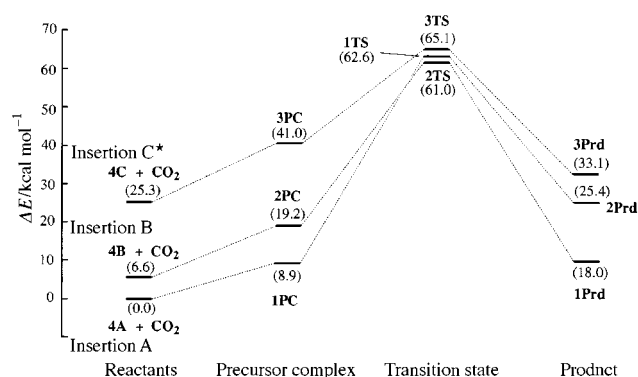 70
60
50
40
30
20
10
0
ΔE/kcal mol⁻¹
3TS
(65.1)
1TS
(62.6)
2TS
(61.0)
3PC
(41.0)
Insertion C★
4C + CO₂
(25.3)
3Prd
(33.1)
(25.4)
2Prd
2PC
(19.2)
Insertion B
4B + CO₂
(6.6)
(8.9)
1PC
(18.0)
1Prd
(0.0)
4A + CO₂
Insertion A
Reactants Precursor complex Transition state Prodnct